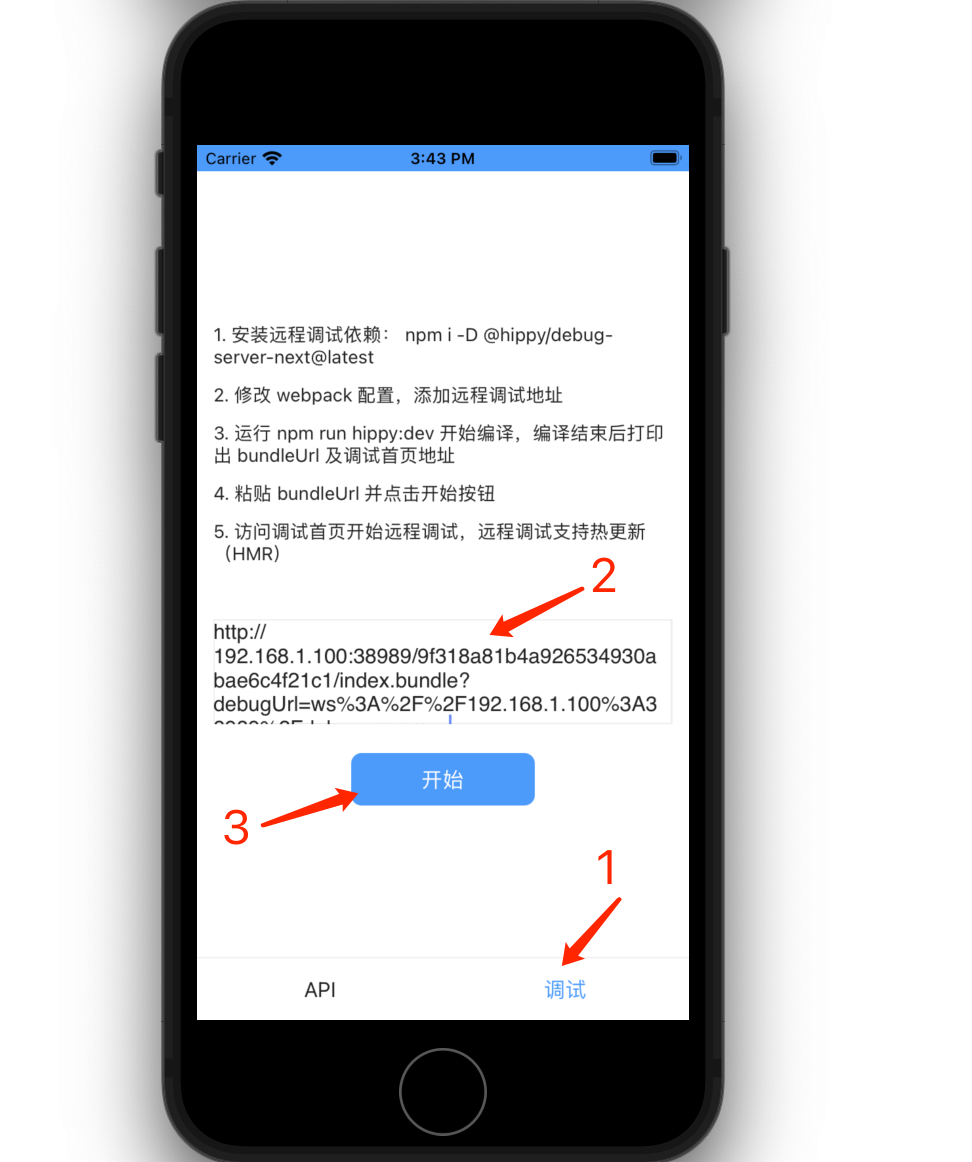 Carrier
3:43 PM
1. 安装远程调试依赖： npm i -D @hippy/debug-
server-next@latest
2. 修改 webpack 配置，添加远程调试地址
3. 运行 npm run hippy:dev 开始编译，编译结束后打印
出 bundleUrl 及调试首页地址
4. 粘贴 bundleUrl 并点击开始按钮
5. 访问调试首页开始远程调试，远程调试支持热更新
（HMR）
2
http://
192.168.1.100:38989/9f318a81b4a926534930a
bae6c4f21c1/index.bundle?
debugUrl=ws%3A%2F%2F192.168.1.100%3A3
开始
3
1
API
调试